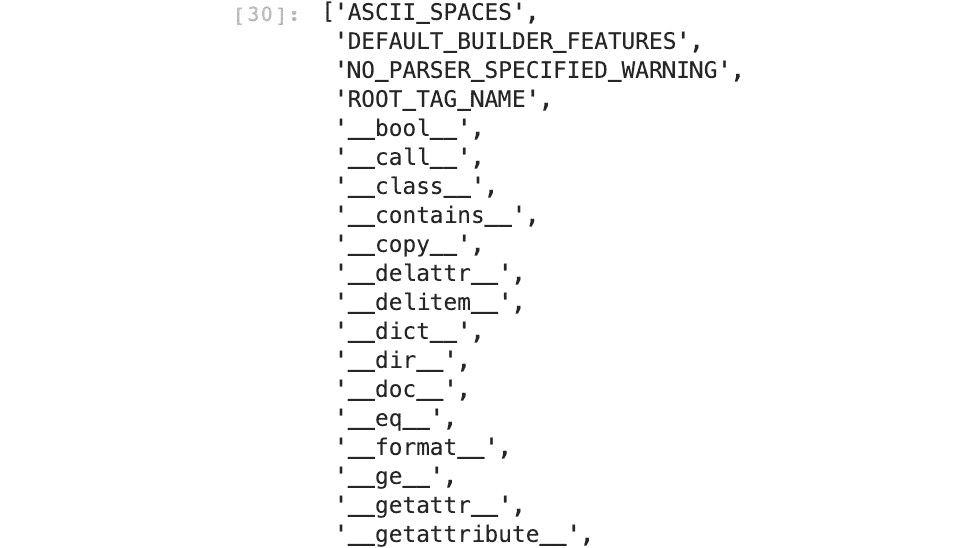 [30]: ['ASCII_SPACES',
'DEFAULT_BUILDER_FEATURES',
'NO_PARSER_SPECIFIED_WARNING',
'ROOT_TAG_NAME',
'__bool__',
'__call__',
'__class__',
'__contains__',
'__copy__',
'__delattr__',
'__delitem__',
'__dict__',
'__dir__',
'__doc__',
'__eq__',
'__format__',
'__ge__',
'__getattr__',
'__getattribute__',